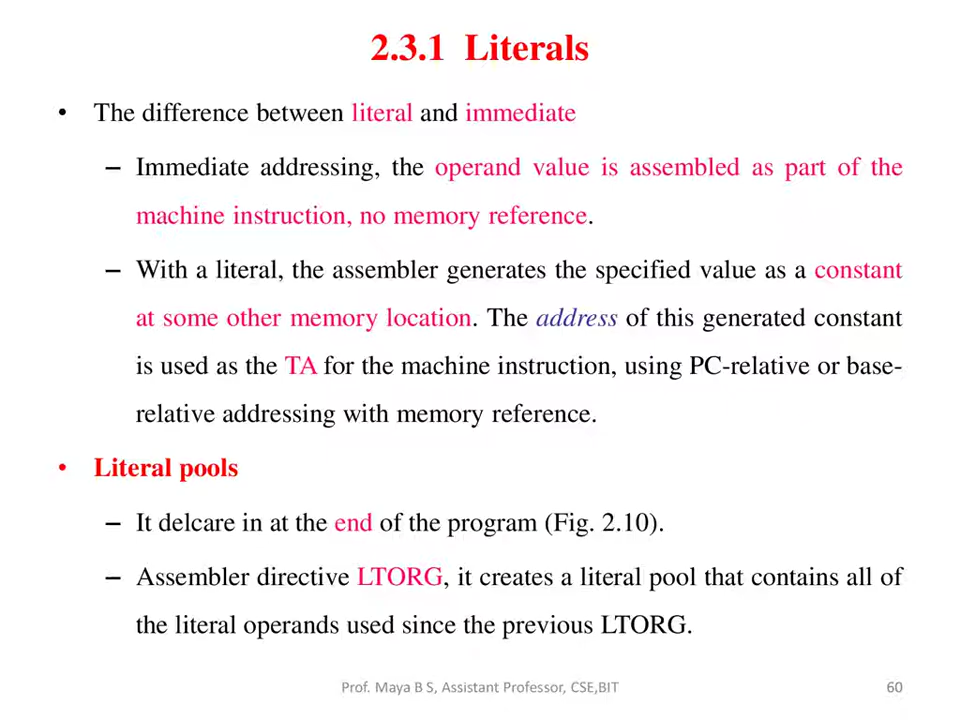 2.3.1 Literals
• The difference between literal and immediate
– Immediate addressing, the operand value is assembled as part of the
machine instruction, no memory reference.
– With a literal, the assembler generates the specified value as a constant
at some other memory location. The address of this generated constant
is used as the TA for the machine instruction, using PC-relative or base-
relative addressing with memory reference.
• Literal pools
– It delcare in at the end of the program (Fig. 2.10).
– Assembler directive LTORG, it creates a literal pool that contains all of
the literal operands used since the previous LTORG.
Prof. Maya B S, Assistant Professor, CSE,BIT
60